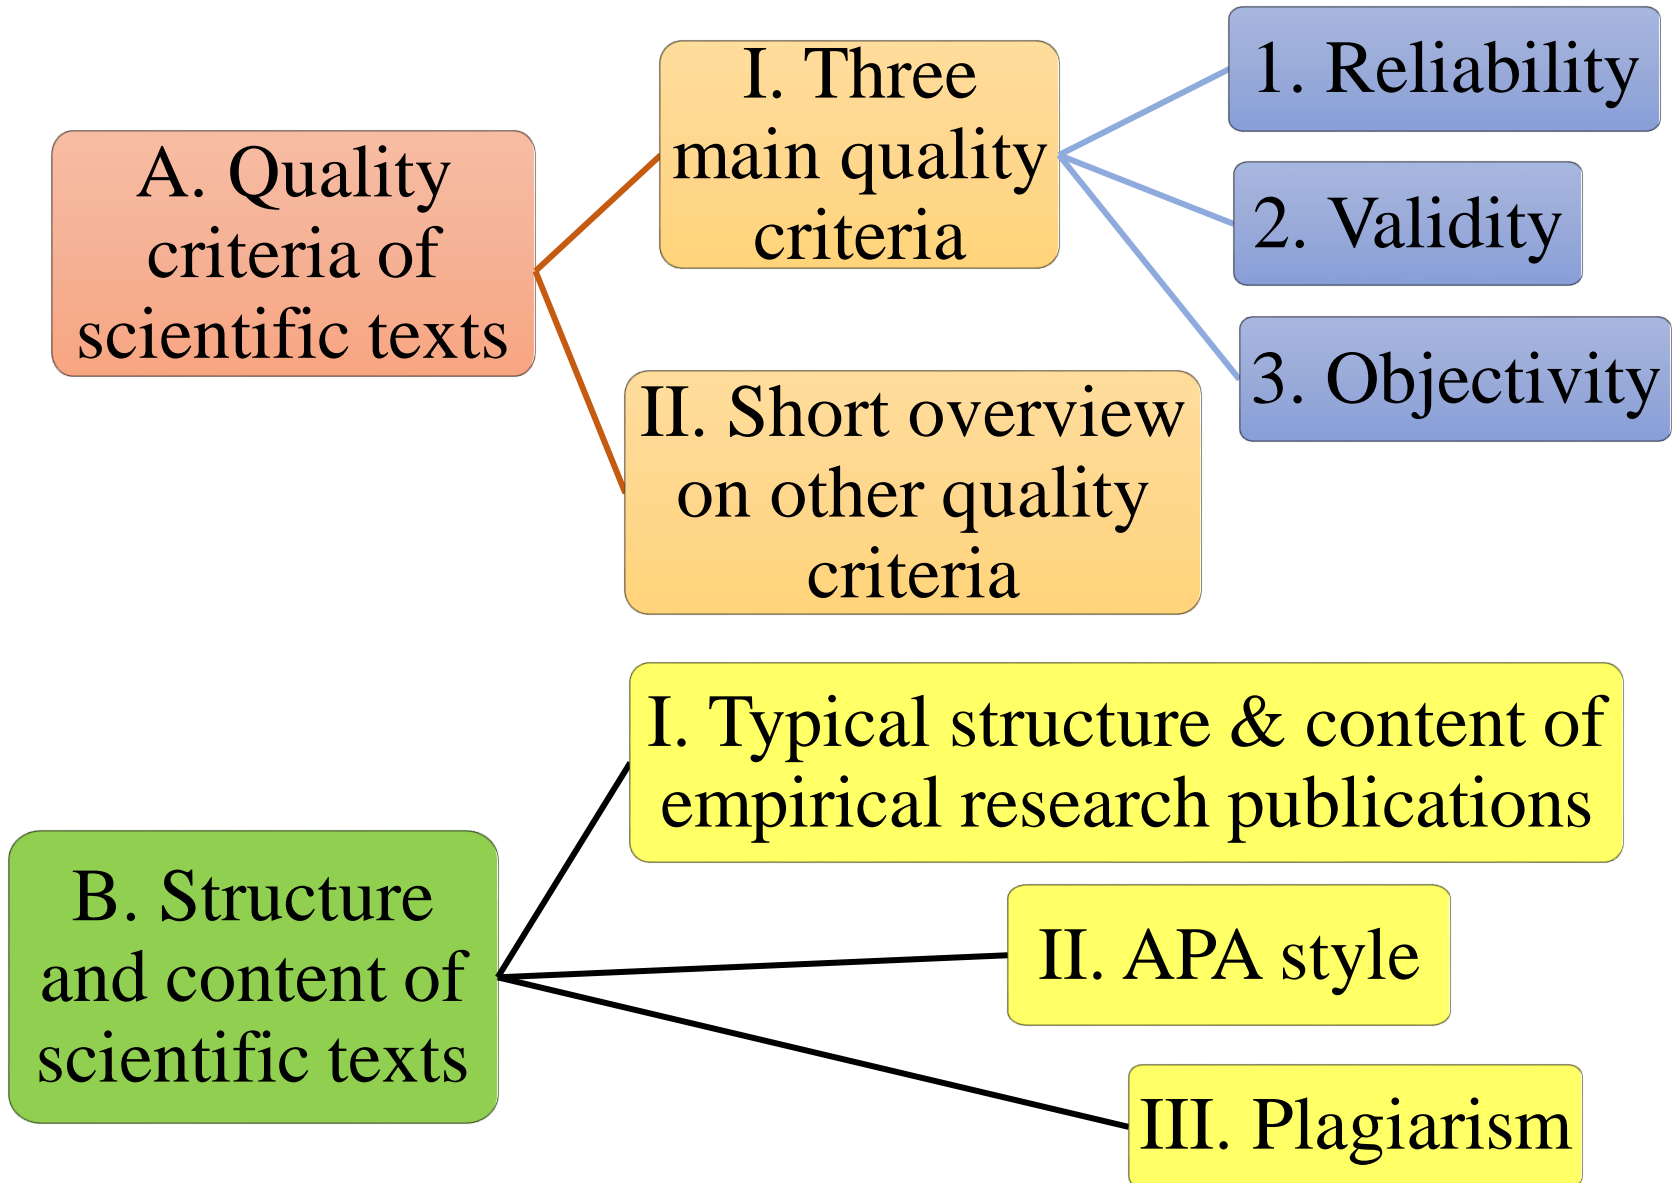 A. Quality
criteria of
scientific texts
I. Three
main quality
criteria
1. Reliability
2. Validity
3. Objectivity
II. Short overview
on other quality
criteria
B. Structure
and content of
scientific texts
I. Typical structure & content of
empirical research publications
II. APA style
III. Plagiarism